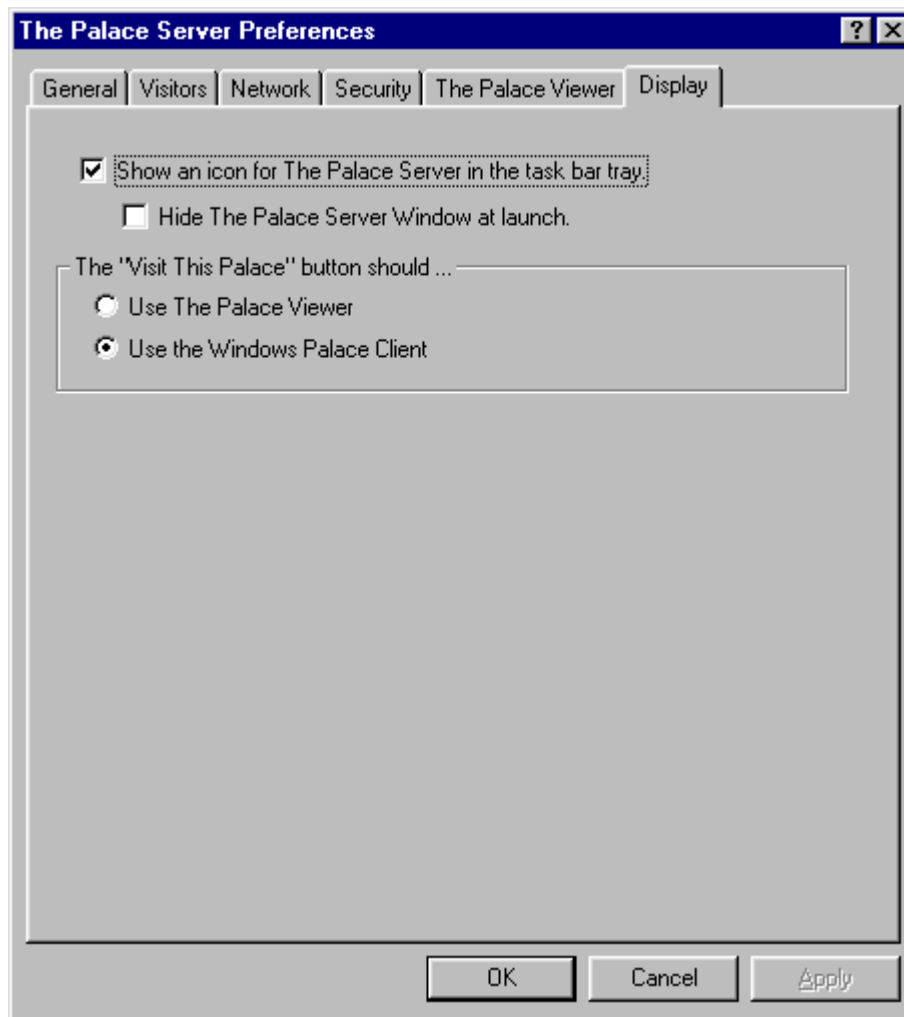 The Palace Server Preferences
General Visitors Network Security The Palace Viewer Display
Show an icon for The Palace Server in the task bar tray.
Hide The Palace Server Window at launch.
The "Visit This Palace" button should ...
Use The Palace Viewer
Use the Windows Palace Client
OK Cancel Apply